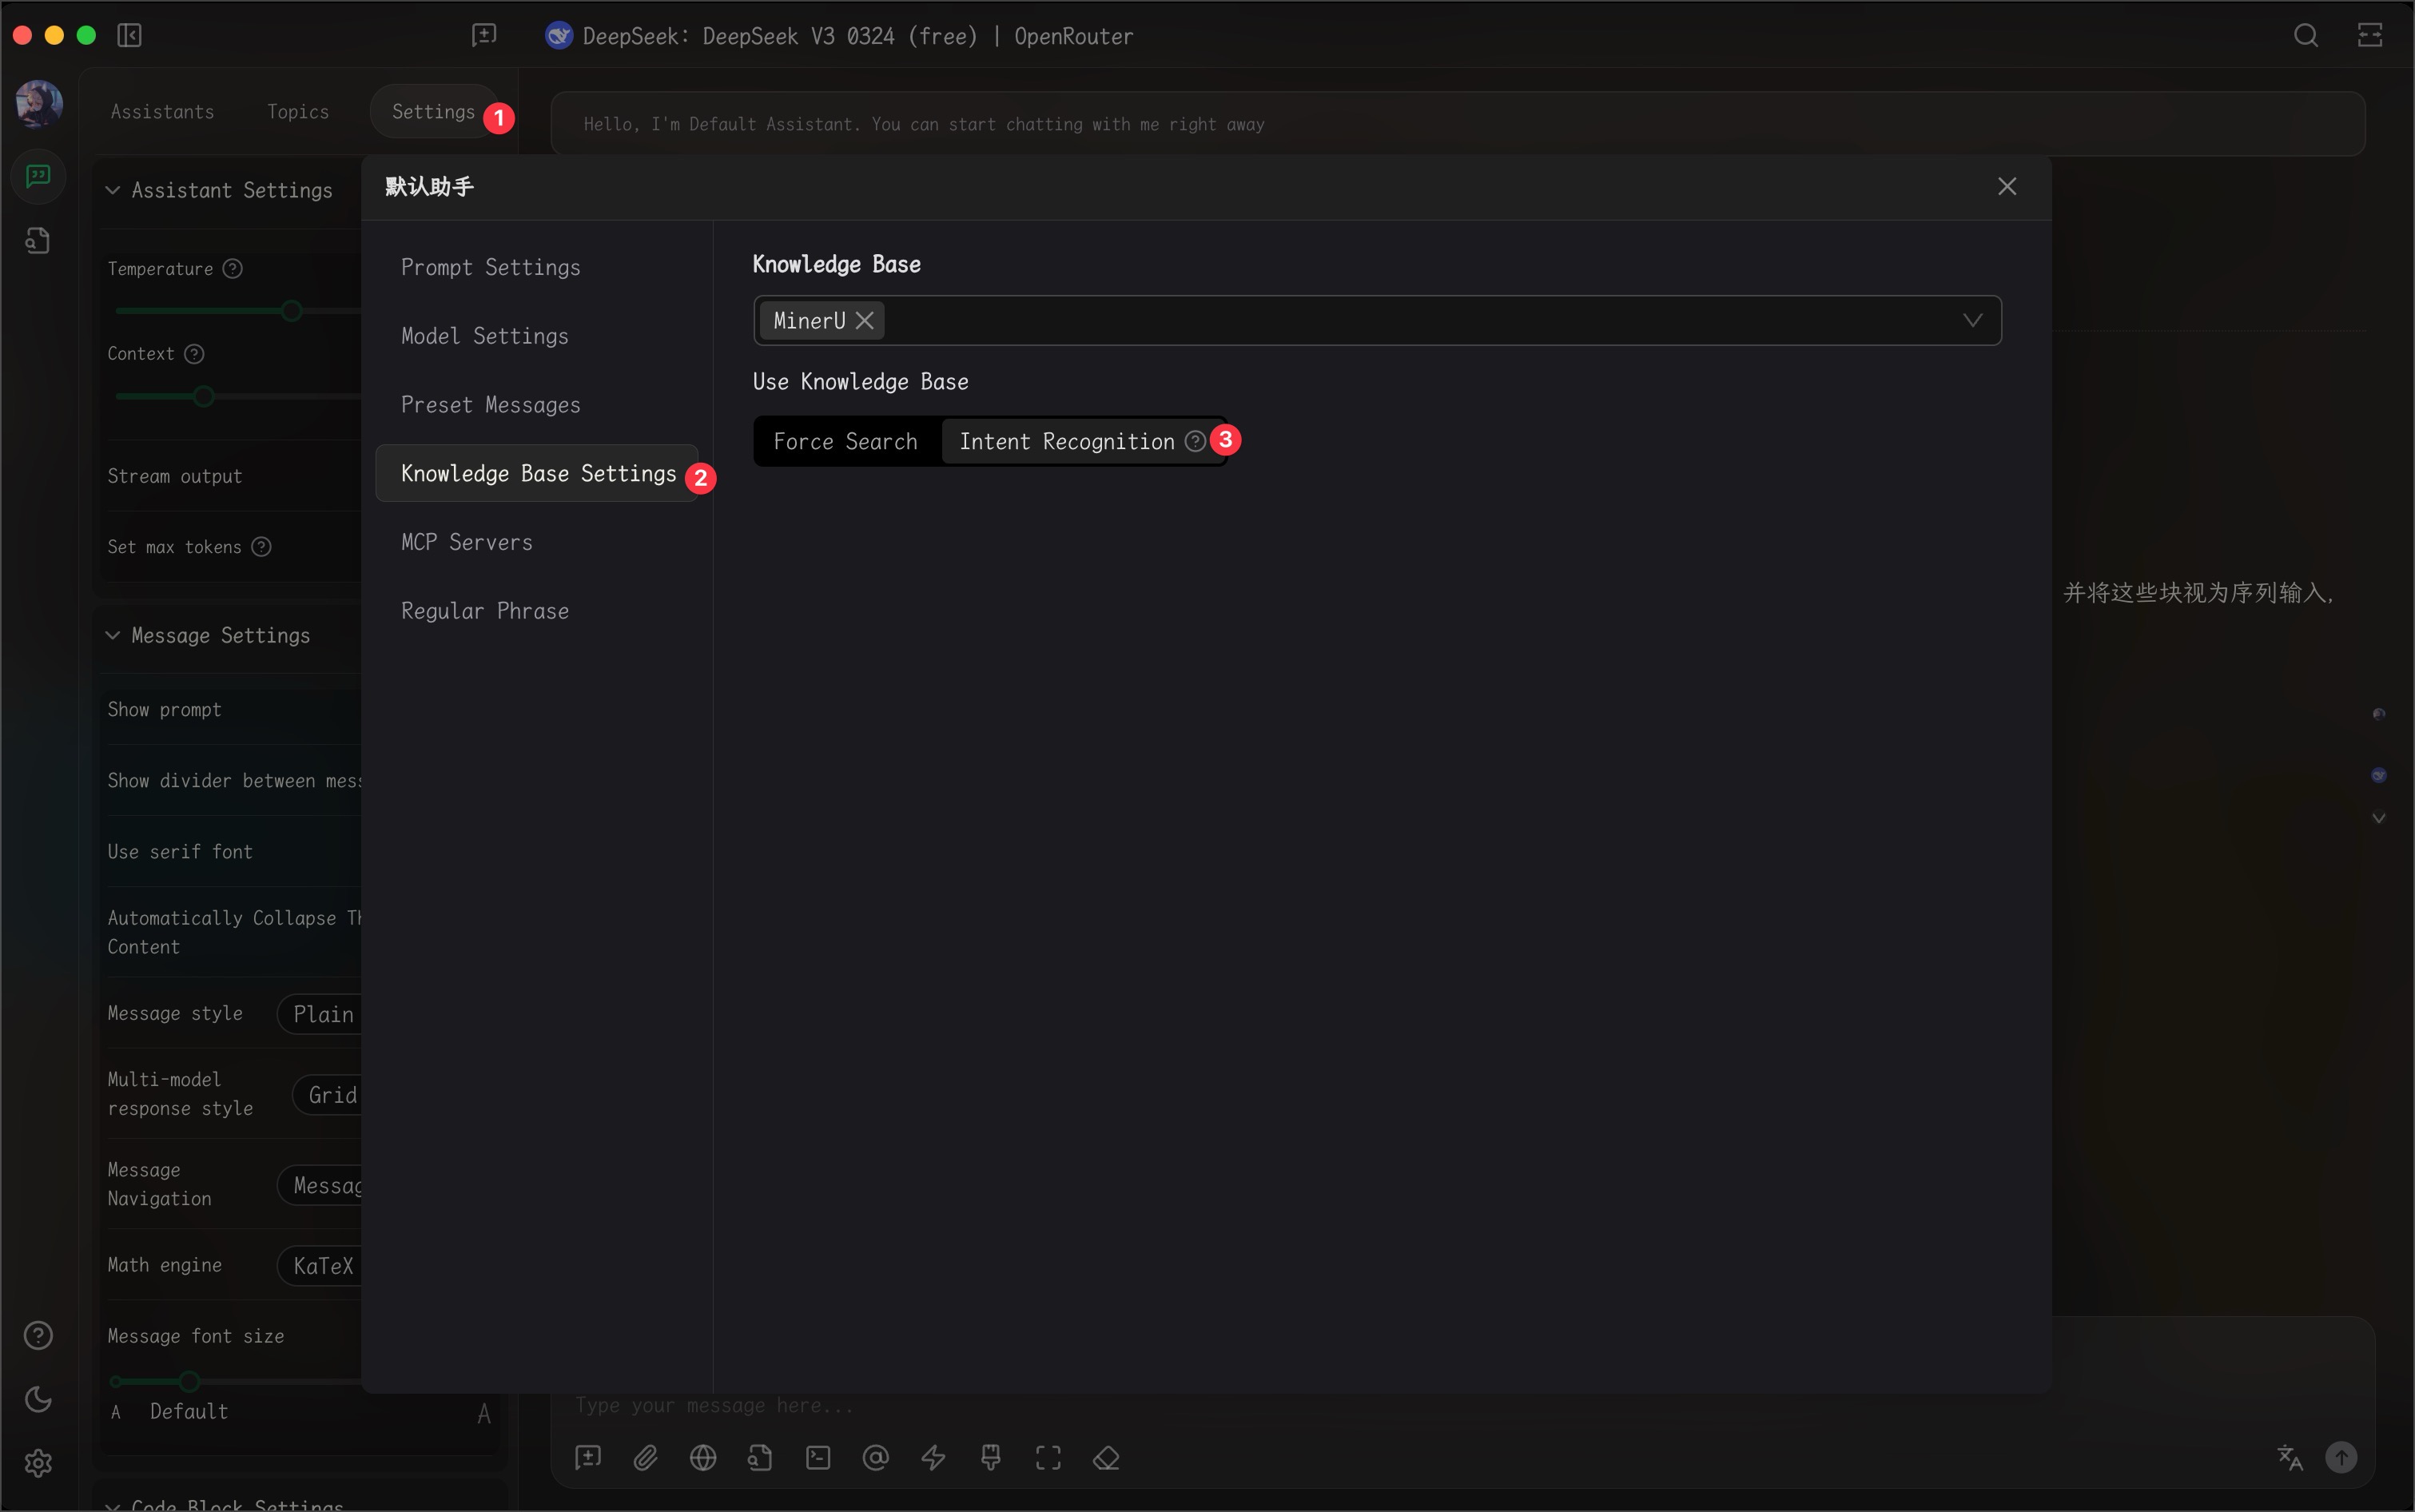 DeepSeek: DeepSeek V3 0324 (free) | OpenRouter
Assistants
Topics
Settings
1
Hello, I'm Default Assistant. You can start chatting with me right away
Assistant Settings
Temperature
Context
Stream output
Set max tokens
Message Settings
Show prompt
Show divider between mess
Use serif font
Automatically Collapse Th
Content
Message style
Plain
Multi-model
response style
Grid
Message
Navigation
Messag
Math engine
KaTeX
Message font size
A
Default
A
Code Block Settings
默认助手
Prompt Settings
Model Settings
Preset Messages
Knowledge Base Settings
2
MCP Servers
Regular Phrase
Knowledge Base
MinerU
Use Knowledge Base
Force Search
Intent Recognition
3
并将这些块视为序列输入,
Type your message here...